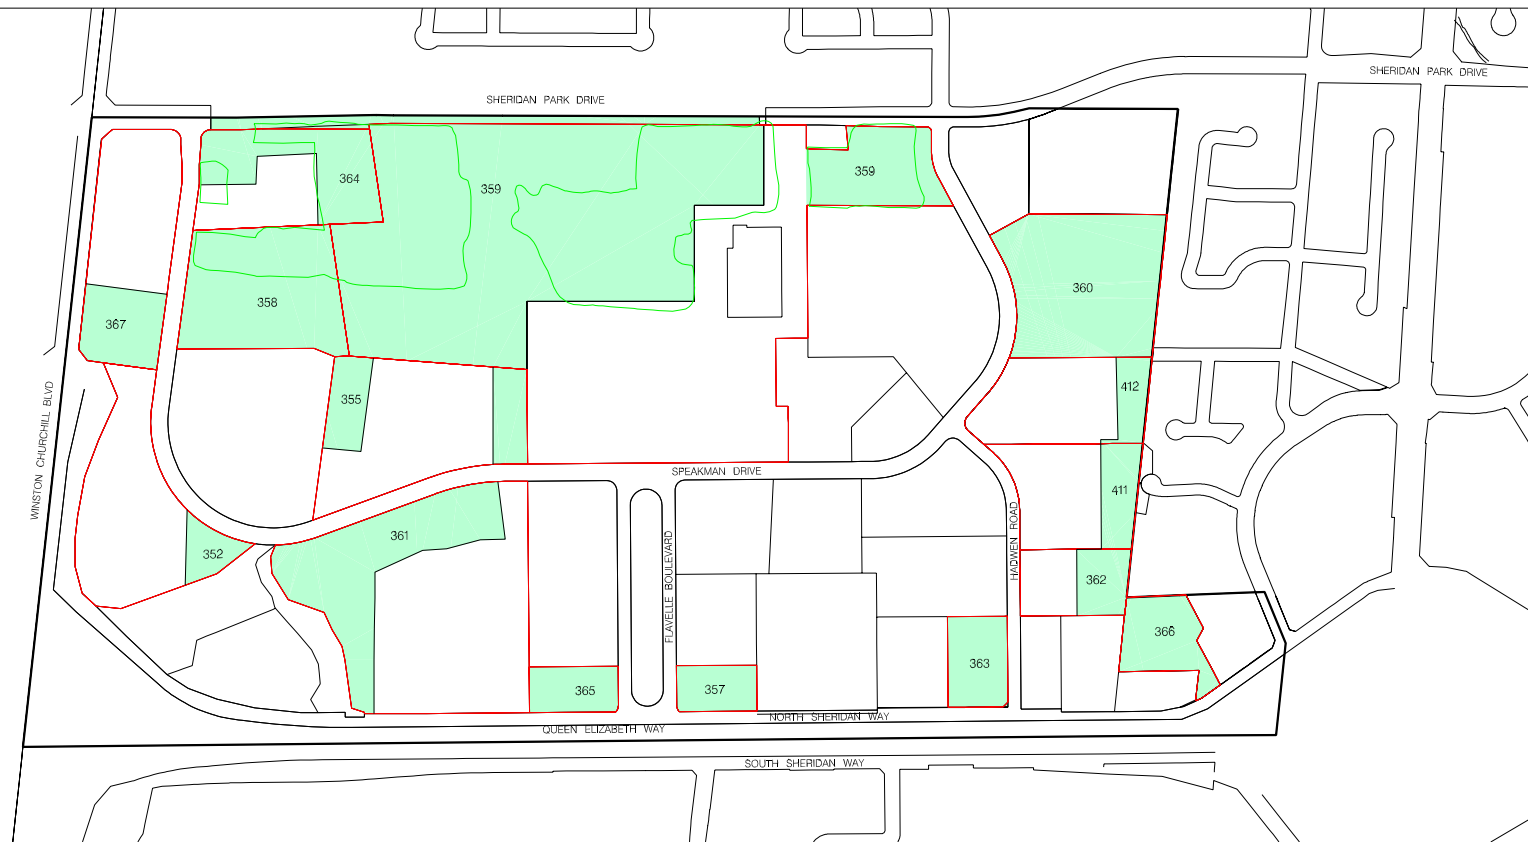 SHERIDAN PARK DRIVE
SHERIDAN PARK DRIVE
359
364
359
360
358
367
412
355
WINSTON CHURCHILL BLVD
SPEAKMAN DRIVE
411
361
HADWEN ROAD
FLAVELLE BOULEVARD
352
362
366
363
365
357
NORTH SHERIDAN WAY
QUEEN ELIZABETH WAY
SOUTH SHERIDAN WAY